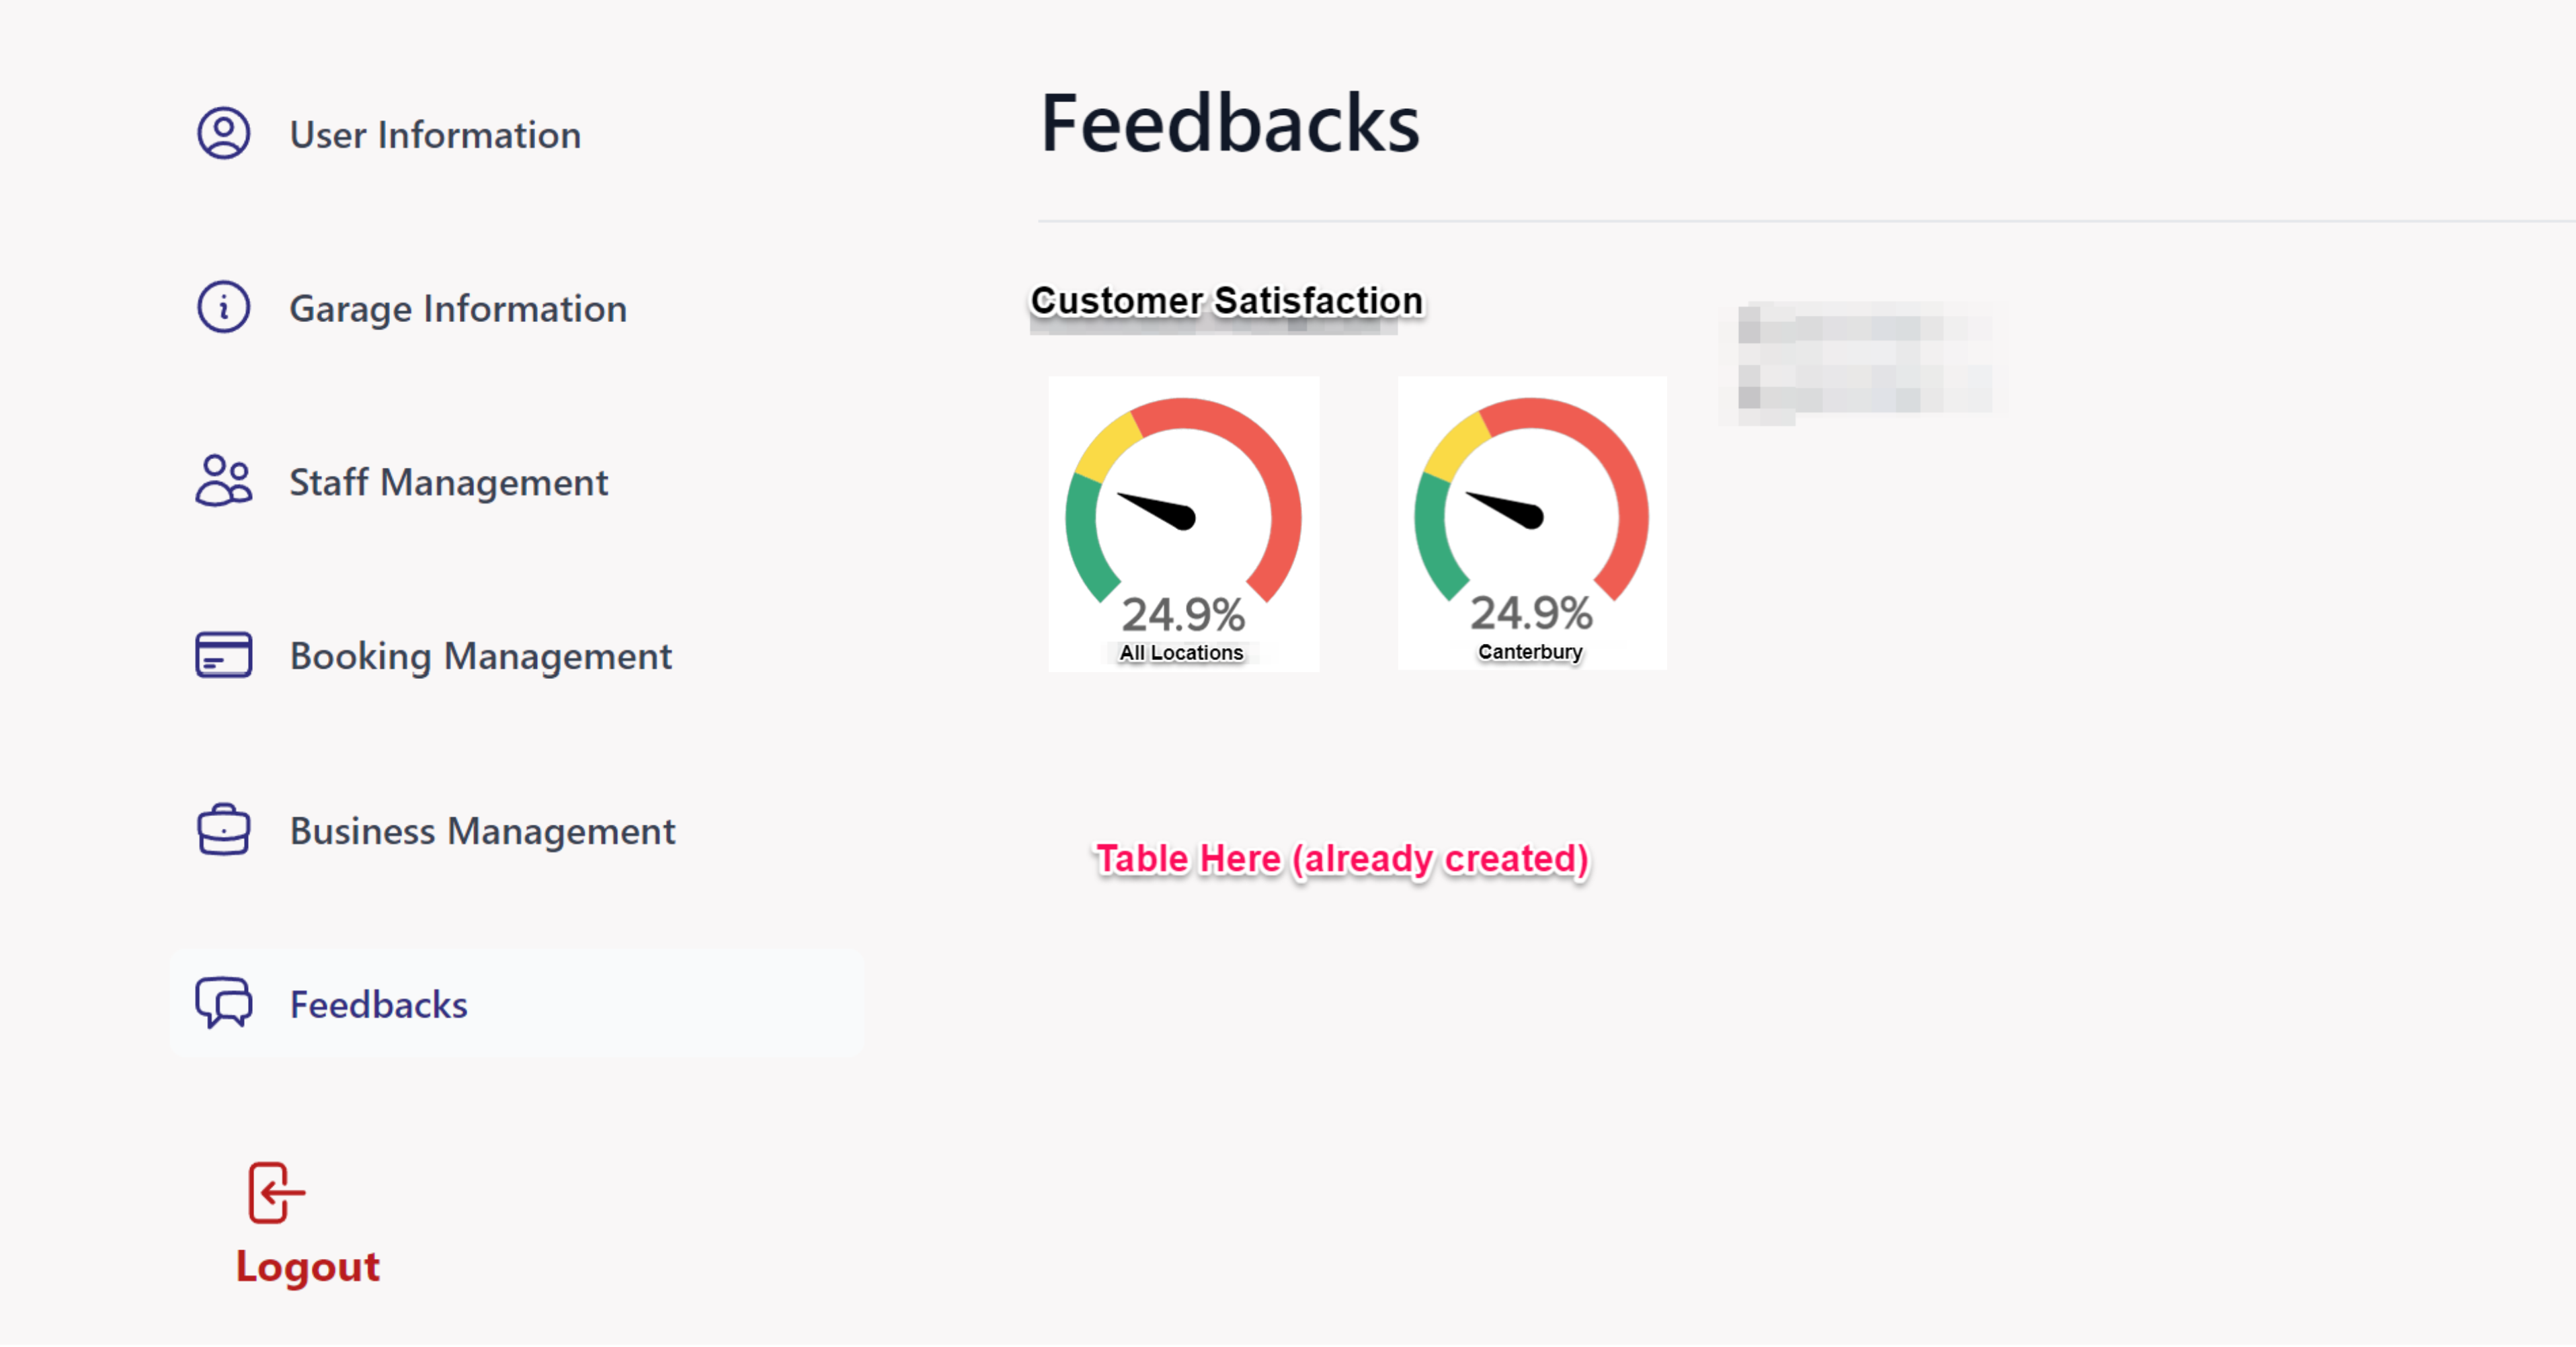 User Information
Garage Information
Staff Management
Booking Management
Business Management
Feedbacks
Logout
Feedbacks
Customer Satisfaction
24.9%
All Locations
24.9%
Canterbury
Table Here (already created)